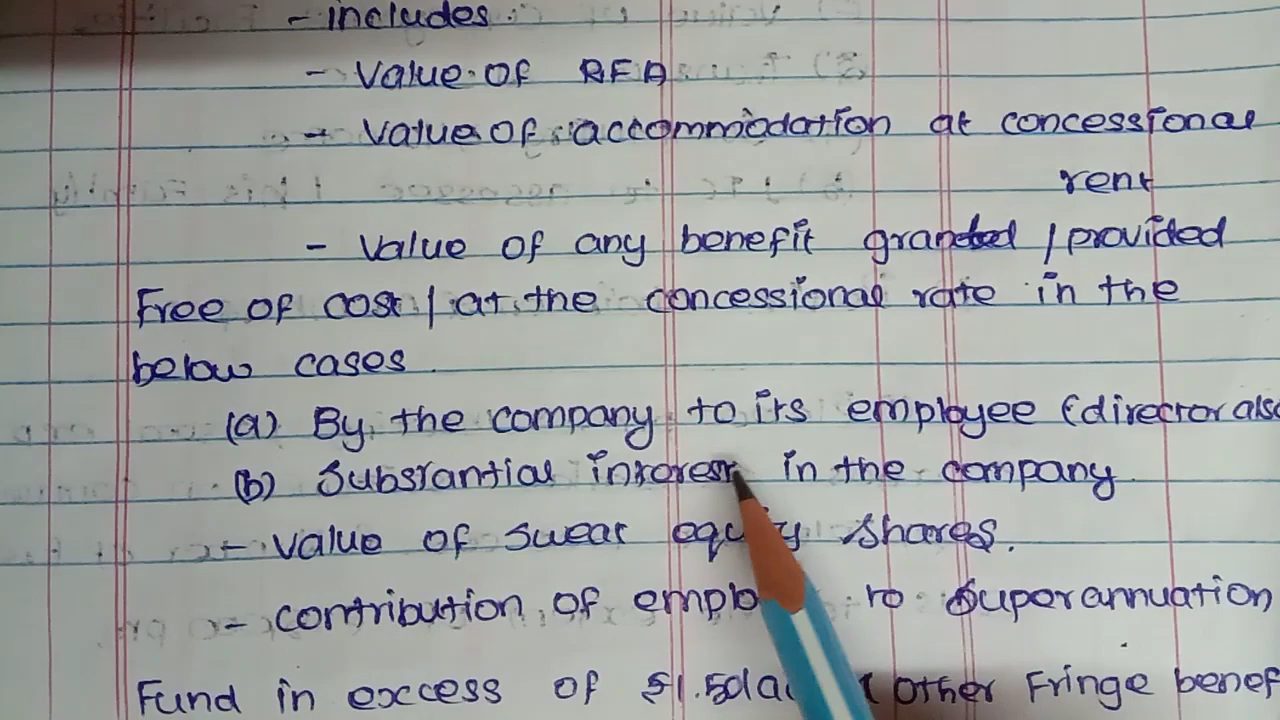 - includes
- Value of RFA
- Value of accommodation at concessional
rent
- Value of any benefit granted / provided
Free of cost / at the concessional rate in the
below cases
(a) By the company to its employee (director also
(b) Substantial interest in the company
- Value of swear equity shares.
- contribution of to superannuation
Fund in excess of other Fringe benef